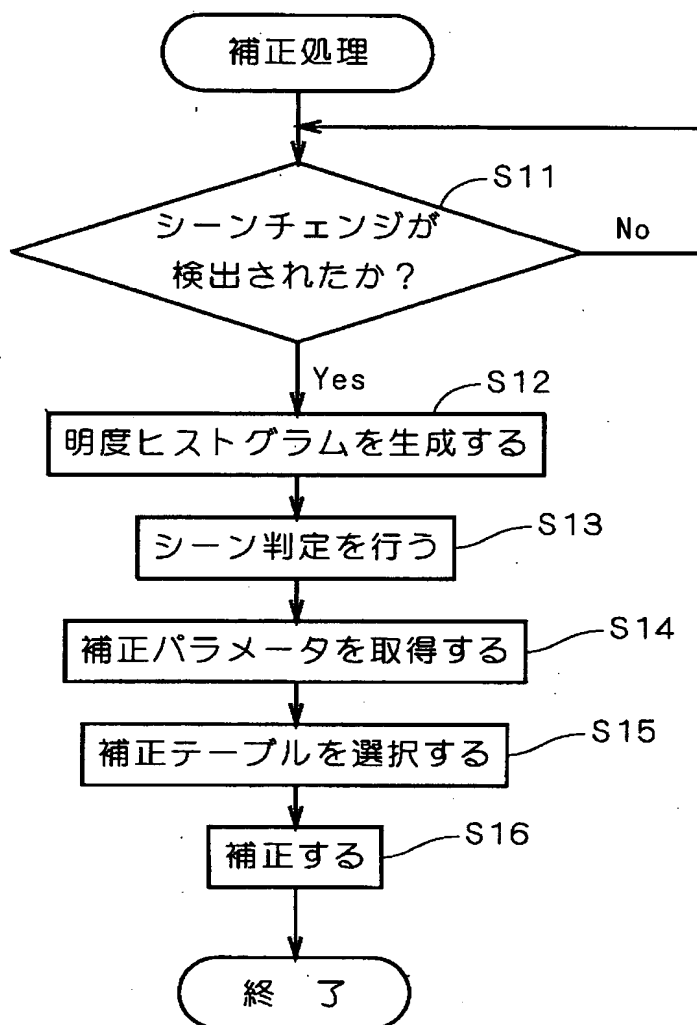 補正処理
S11
シーンチェンジが
検出されたか？
No
Yes
S12
明度ヒストグラムを生成する
S13
シーン判定を行う
S14
補正パラメータを取得する
S15
補正テーブルを選択する
S16
補正する
終 了